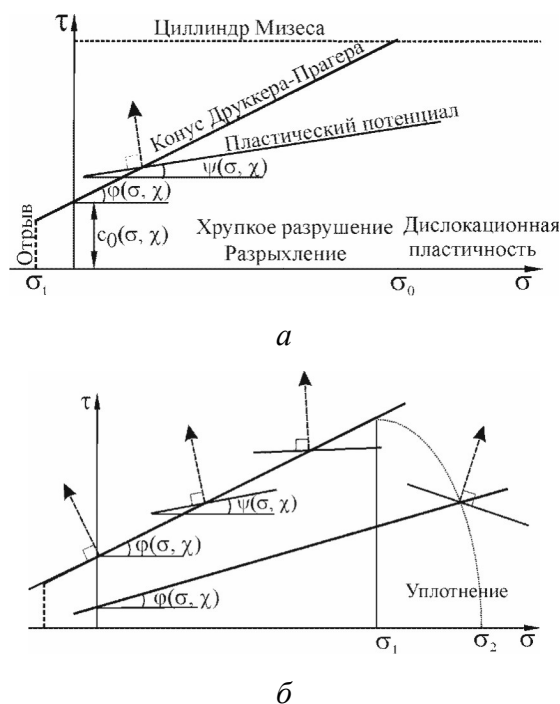 τ
Циллиндр Мизеса
Конус Друккера-Прагера
Пластический потенциал
ψ(σ, χ)
φ(σ, χ)
c₀(σ, χ)
Отрыв
Хрупкое разрушение
Разрыхление
Дислокационная
пластичность
σ₁
σ₀
σ
а
τ
ψ(σ, χ)
φ(σ, χ)
φ(σ, χ)
Уплотнение
σ₁
σ₂
σ
б